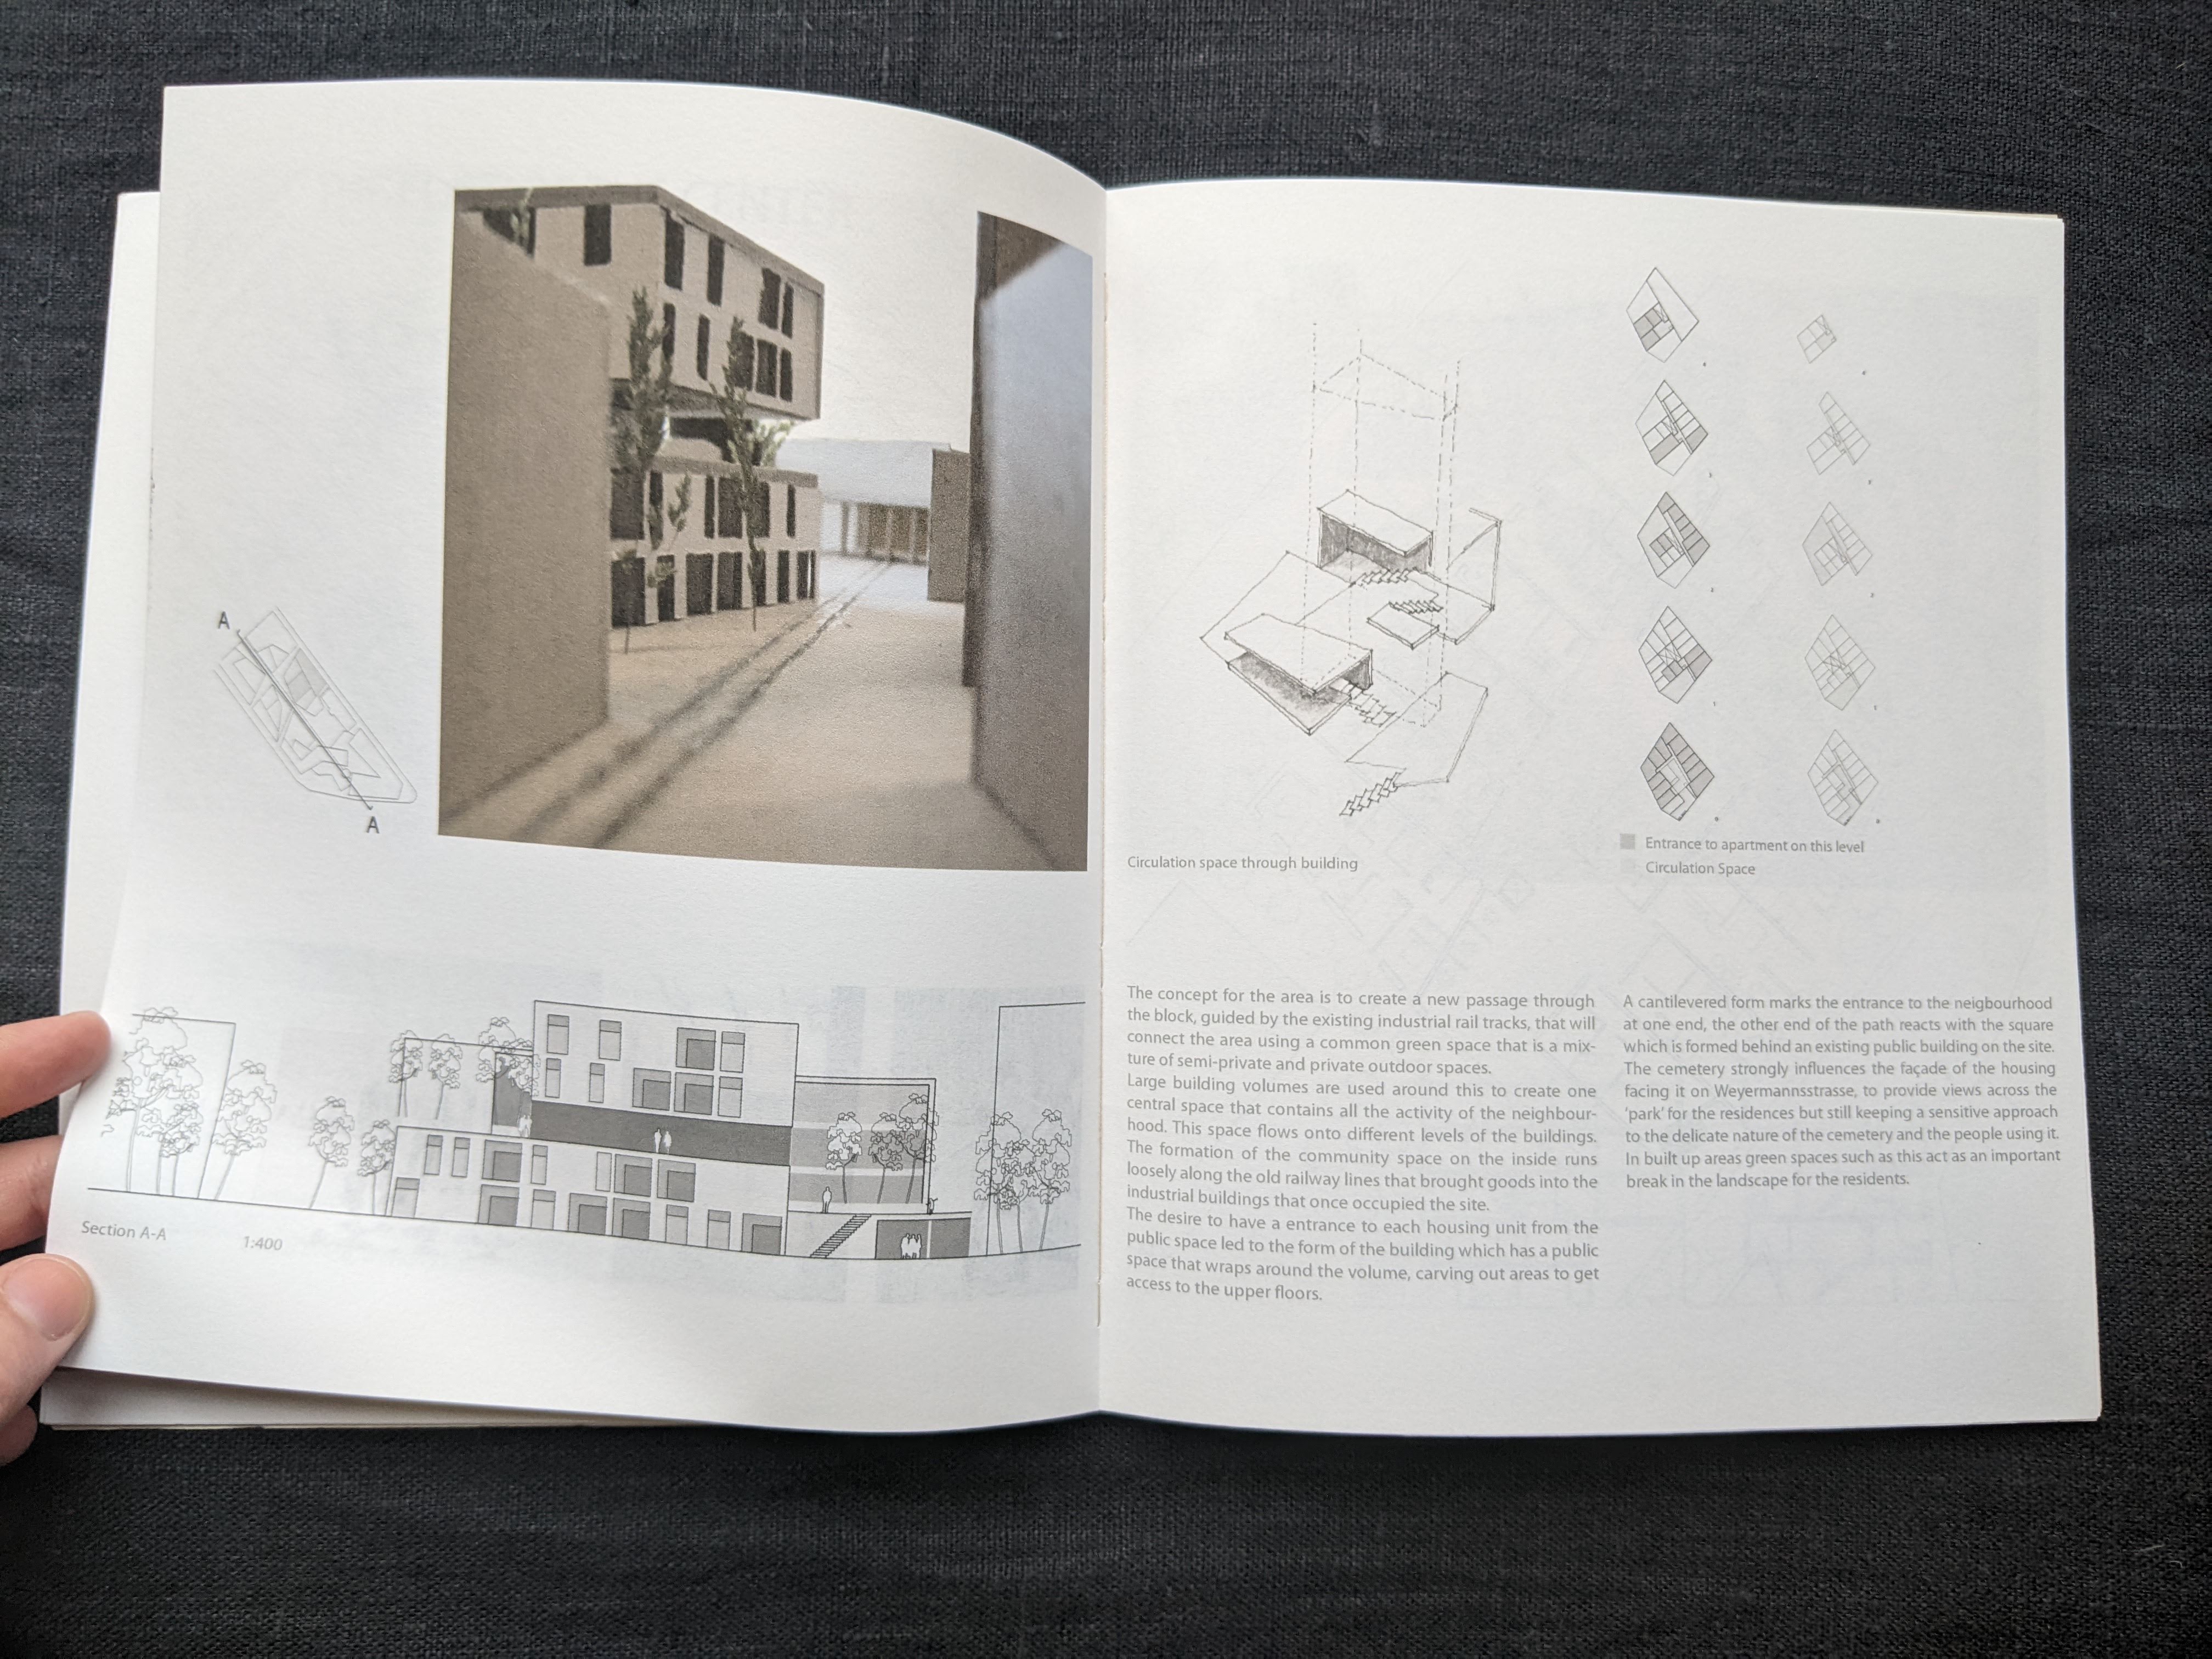 A
A
Section A-A
1:400
Circulation space through building
Entrance to apartment on this level
Circulation Space
The concept for the area is to create a new passage through
the block, guided by the existing industrial rail tracks, that will
connect the area using a common green space that is a mix-
ture of semi-private and private outdoor spaces.
Large building volumes are used around this to create one
central space that contains all the activity of the neighbour-
hood. This space flows onto different levels of the buildings.
The formation of the community space on the inside runs
loosely along the old railway lines that brought goods into the
industrial buildings that once occupied the site.
The desire to have a entrance to each housing unit from the
public space led to the form of the building which has a public
space that wraps around the volume, carving out areas to get
access to the upper floors.
A cantilevered form marks the entrance to the neigbourhood
at one end, the other end of the path reacts with the square
which is formed behind an existing public building on the site.
The cemetery strongly influences the façade of the housing
facing it on Weyermannsstrasse, to provide views across the
'park' for the residences but still keeping a sensitive approach
to the delicate nature of the cemetery and the people using it.
In built up areas green spaces such as this act as an important
break in the landscape for the residents.